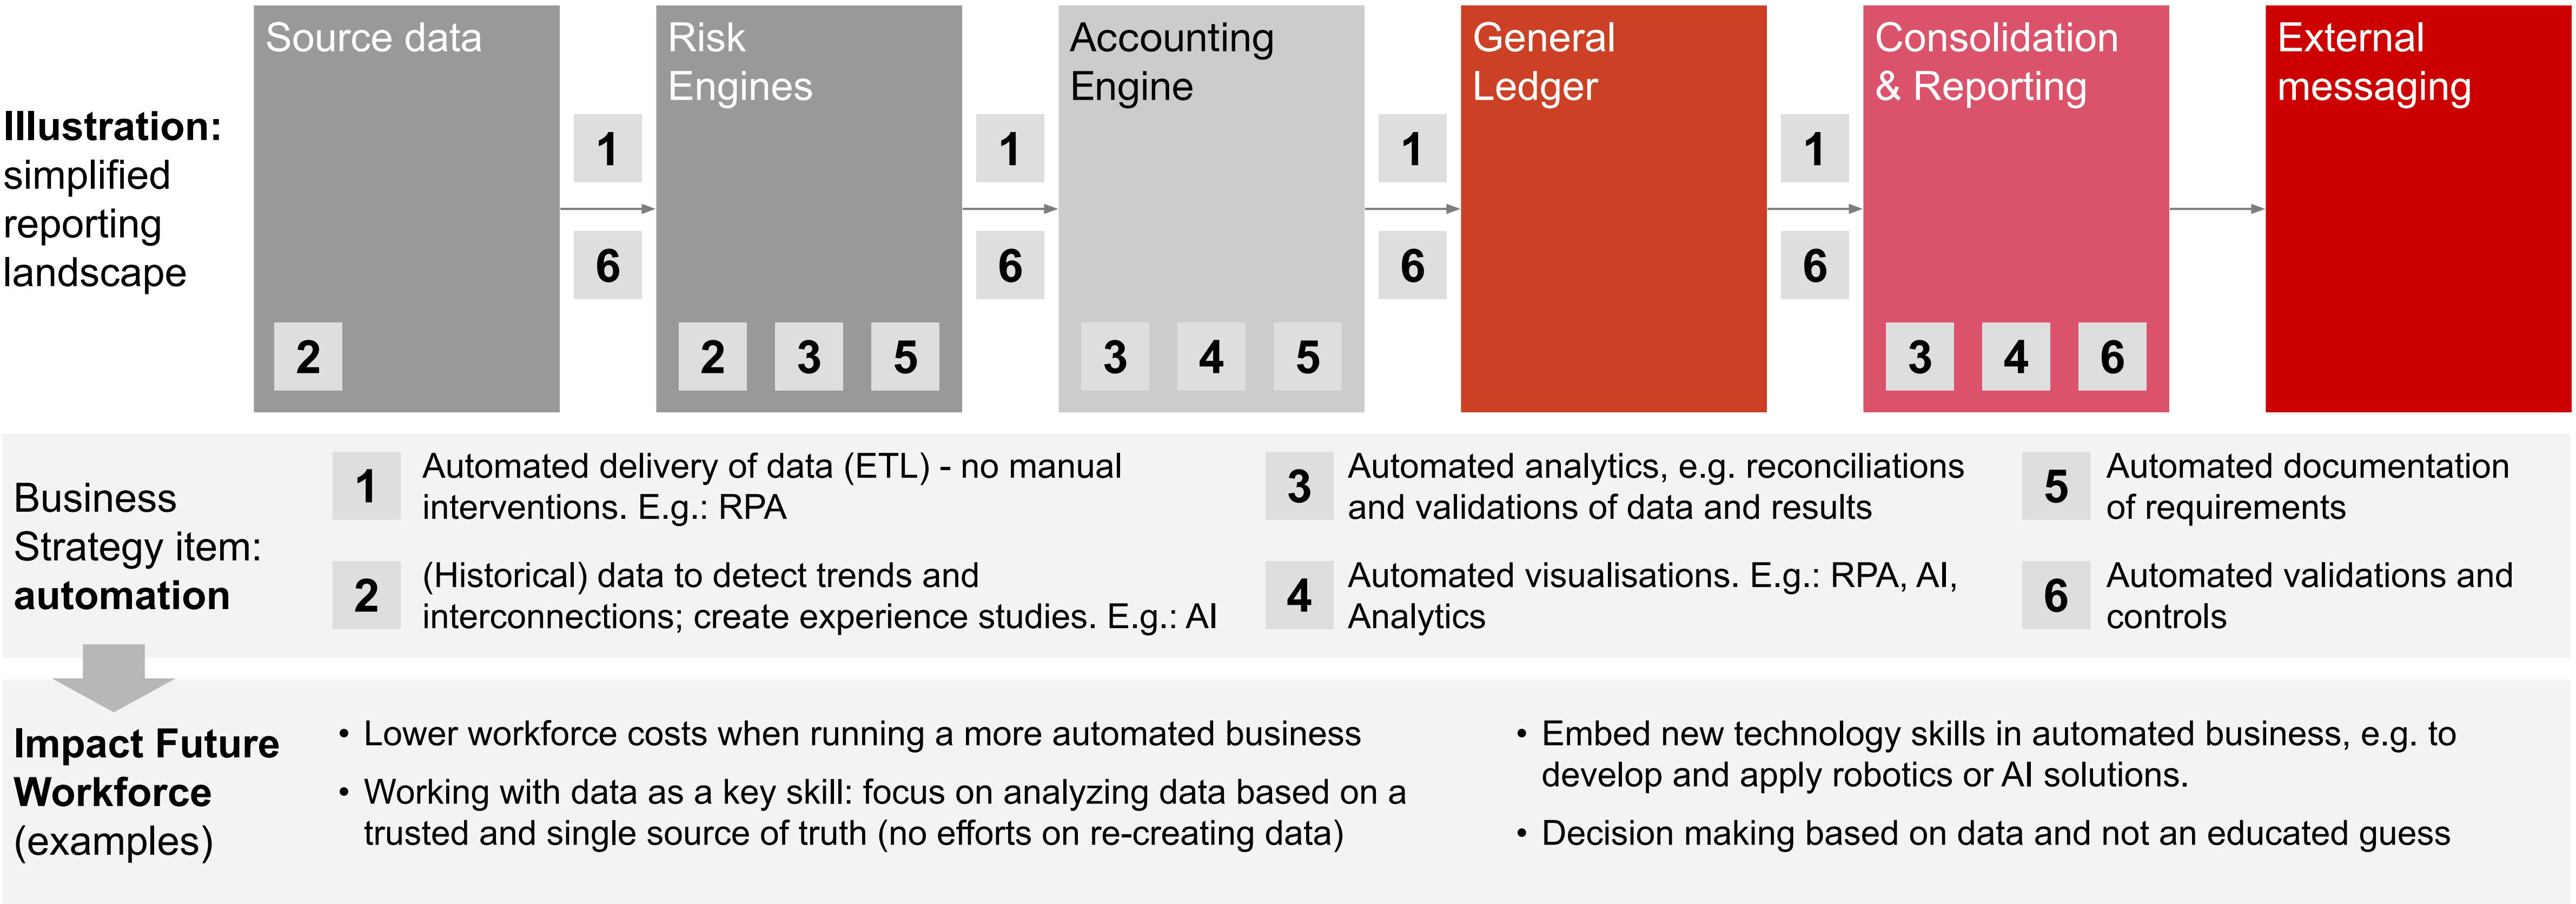 Illustration:
simplified
reporting
landscape
Source data
2
1
6
Risk
Engines
2 3 5
1
6
Accounting
Engine
3 4 5
1
6
General
Ledger
1
6
Consolidation
& Reporting
3 4 6
External
messaging
Business
Strategy item:
automation
1
Automated delivery of data (ETL) - no manual
interventions. E.g.: RPA
2
(Historical) data to detect trends and
interconnections; create experience studies. E.g.: AI
3
Automated analytics, e.g. reconciliations
and validations of data and results
4
Automated visualisations. E.g.: RPA, AI,
Analytics
5
Automated documentation
of requirements
6
Automated validations and
controls
Impact Future
Workforce
(examples)
• Lower workforce costs when running a more automated business
• Working with data as a key skill: focus on analyzing data based on a
trusted and single source of truth (no efforts on re-creating data)
• Embed new technology skills in automated business, e.g. to
develop and apply robotics or AI solutions.
• Decision making based on data and not an educated guess